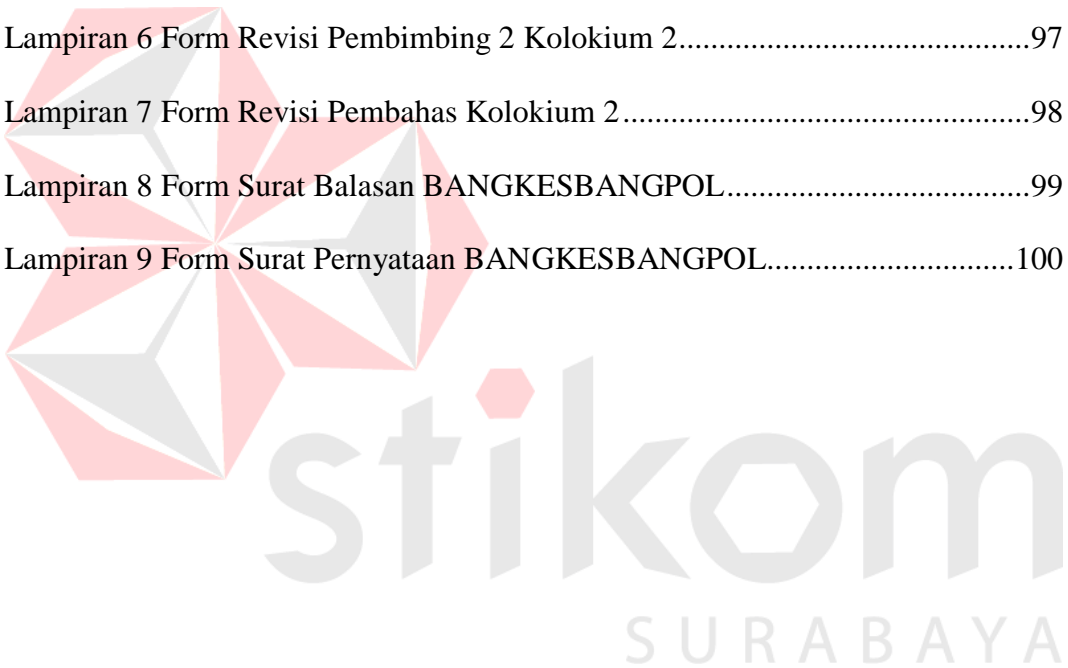 Lampiran 6 Form Revisi Pembimbing 2 Kolokium 2............................................97
Lampiran 7 Form Revisi Pembahas Kolokium 2...................................................98
Lampiran 8 Form Surat Balasan BANGKESBANGPOL......................................99
Lampiran 9 Form Surat Pernyataan BANGKESBANGPOL...............................100
stikom
SURABAYA